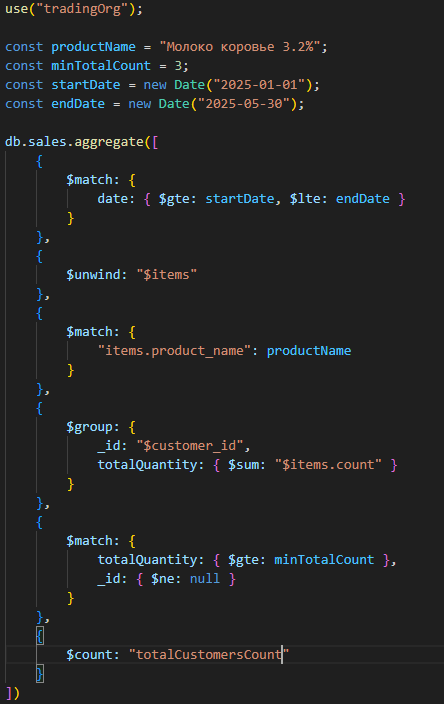 use("tradingOrg");
const productName = "Молоко коровье 3.2%";
const minTotalCount = 3;
const startDate = new Date("2025-01-01");
const endDate = new Date("2025-05-30");
db.sales.aggregate([
    {
        $match: {
            date: { $gte: startDate, $lte: endDate }
        }
    },
    {
        $unwind: "$items"
    },
    {
        $match: {
            "items.product_name": productName
        }
    },
    {
        $group: {
            _id: "$customer_id",
            totalQuantity: { $sum: "$items.count" }
        }
    },
    {
        $match: {
            totalQuantity: { $gte: minTotalCount },
            _id: { $ne: null }
        }
    },
    {
        $count: "totalCustomersCount"
    }
])